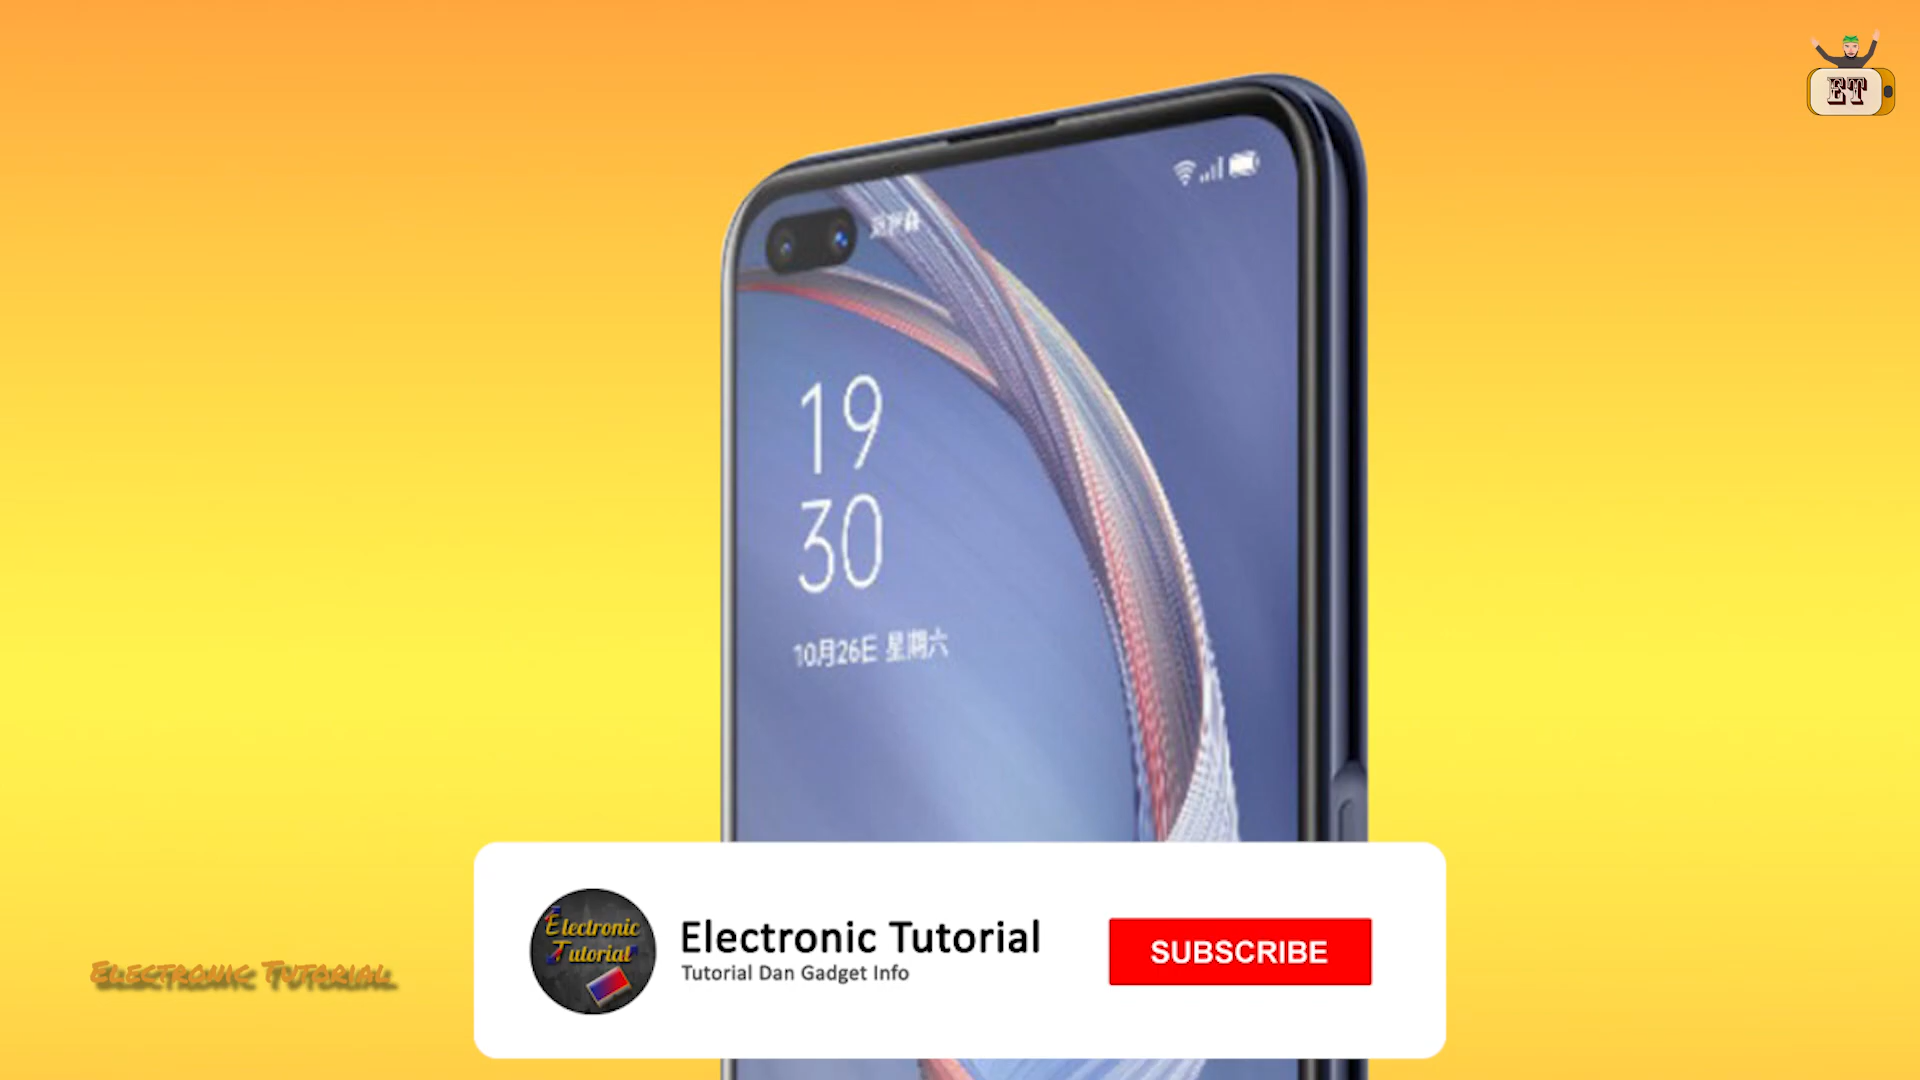 ET
19
30
10月26日 星期六
Electronic
Tutorial
Electronic Tutorial
Tutorial Dan Gadget Info
SUBSCRIBE
Electronic Tutorial